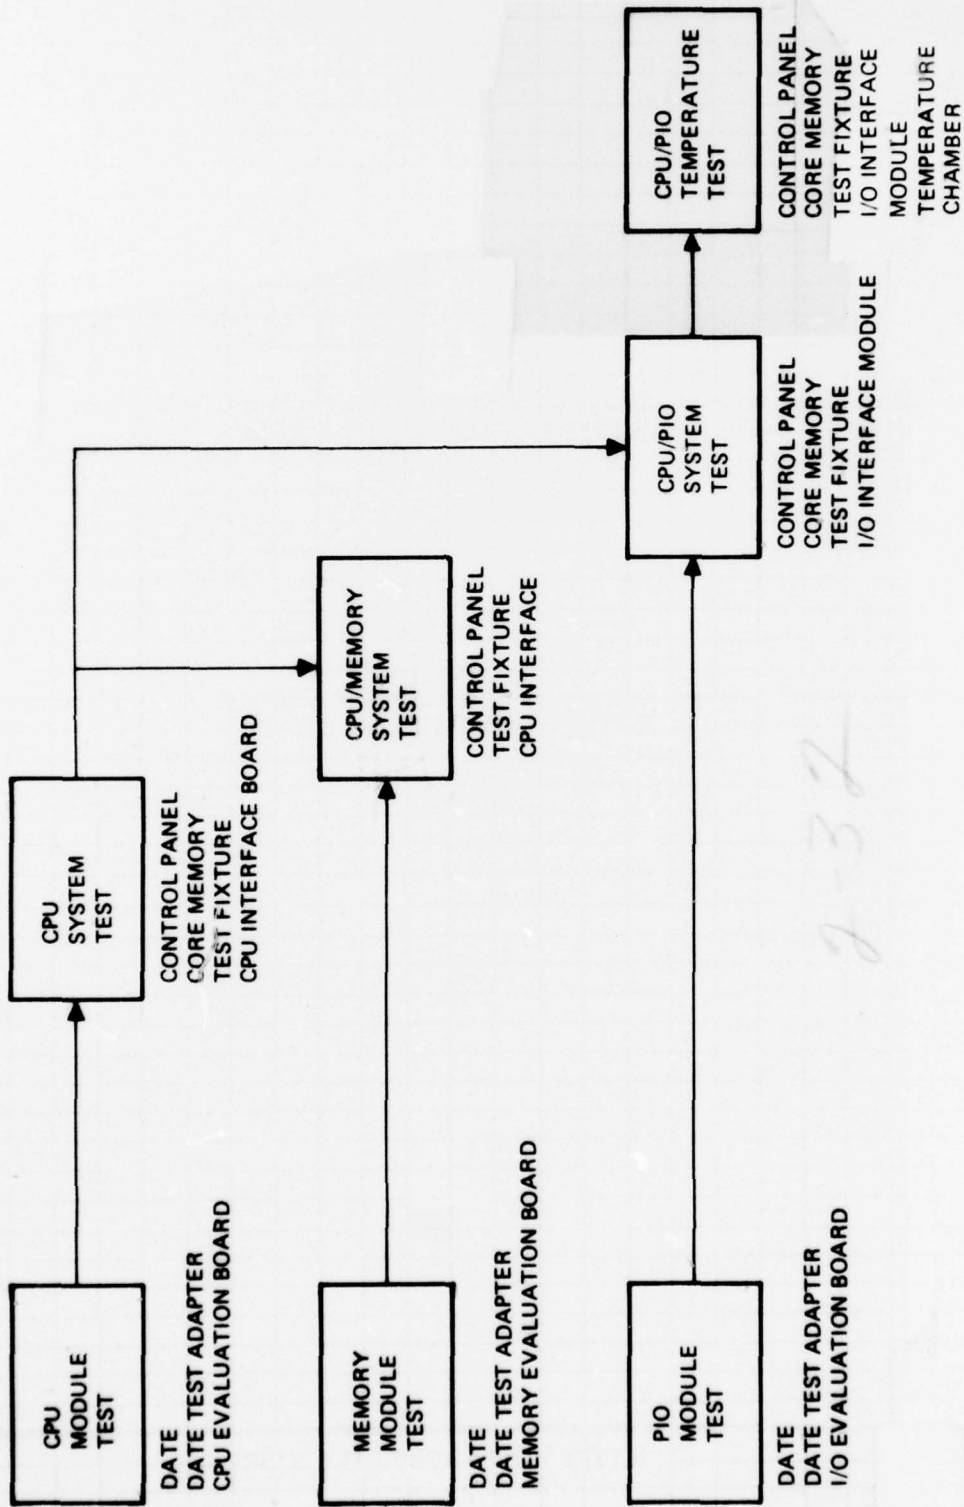 CPU
MODULE
TEST
DATE
DATE TEST ADAPTER
CPU EVALUATION BOARD
CPU
SYSTEM
TEST
CONTROL PANEL
CORE MEMORY
TEST FIXTURE
CPU INTERFACE BOARD
MEMORY
MODULE
TEST
DATE
DATE TEST ADAPTER
MEMORY EVALUATION BOARD
CPU/MEMORY
SYSTEM
TEST
CONTROL PANEL
TEST FIXTURE
CPU INTERFACE
PIO
MODULE
TEST
DATE
DATE TEST ADAPTER
I/O EVALUATION BOARD
CPU/PIO
SYSTEM
TEST
CONTROL PANEL
CORE MEMORY
TEST FIXTURE
I/O INTERFACE MODULE
CPU/PIO
TEMPERATURE
TEST
CONTROL PANEL
CORE MEMORY
TEST FIXTURE
I/O INTERFACE
MODULE
TEMPERATURE
CHAMBER
2-32